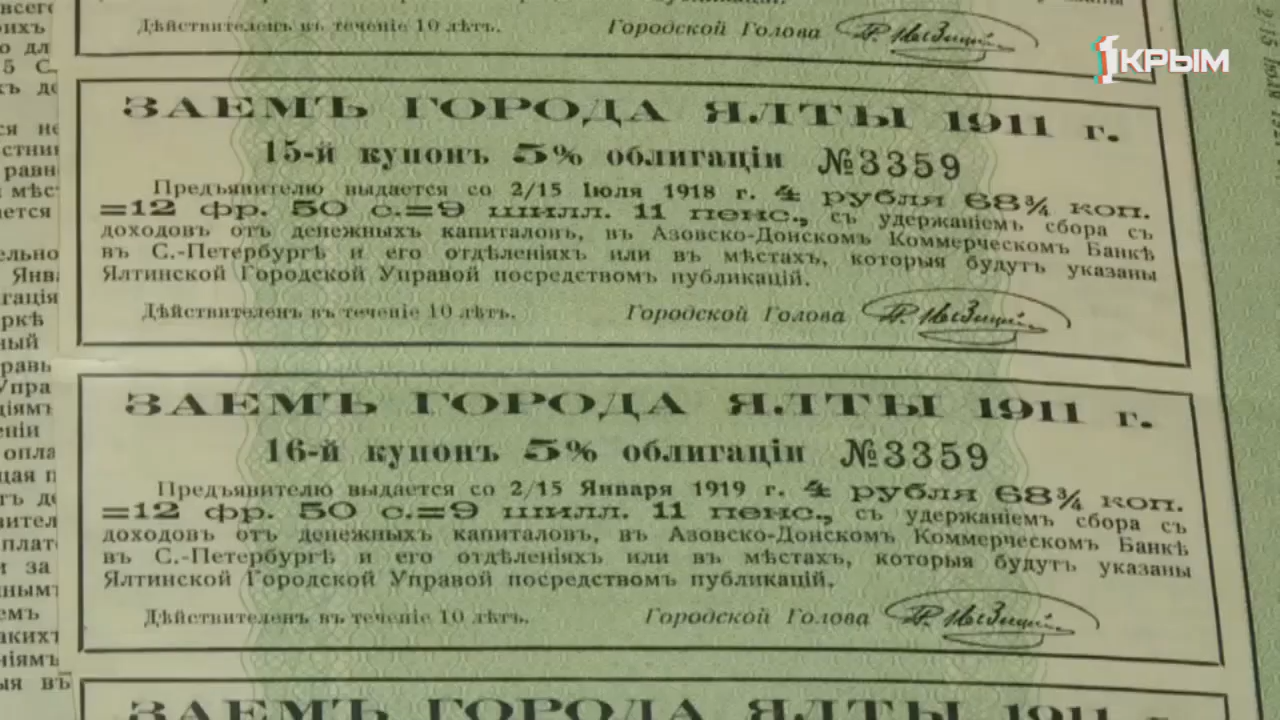 Дѣйствителенъ въ теченіе 10 лѣтъ. Городской Голова
1КРЫМ
ЗАЕМЪ ГОРОДА ЯЛТЫ 1911 г.
15-й купонъ 5% облигаціи №3359
Предъявителю выдается со 2/15 Іюля 1918 г. 4 рубля 68¾ коп.
=12 фр. 50 с.=9 шилл. 11 пенс., съ удержаніемъ сбора съ
доходовъ отъ денежныхъ капиталовъ, въ Азовско-Донскомъ Коммерческомъ Банкѣ
въ С.-Петербургѣ и его отдѣленіяхъ или въ мѣстахъ, которыя будутъ указаны
Ялтинской Городской Управой посредствомъ публикацій.
Дѣйствителенъ въ теченіе 10 лѣтъ. Городской Голова
ЗАЕМЪ ГОРОДА ЯЛТЫ 1911 г.
16-й купонъ 5% облигаціи №3359
Предъявителю выдается со 2/15 Января 1919 г. 4 рубля 68¾ коп.
=12 фр. 50 с.=9 шилл. 11 пенс., съ удержаніемъ сбора съ
доходовъ отъ денежныхъ капиталовъ, въ Азовско-Донскомъ Коммерческомъ Банкѣ
въ С.-Петербургѣ и его отдѣленіяхъ или въ мѣстахъ, которыя будутъ указаны
Ялтинской Городской Управой посредствомъ публикацій.
Дѣйствителенъ въ теченіе 10 лѣтъ. Городской Голова
ЗАЕМЪ ГОРОДА ЯЛТЫ 1911 г.